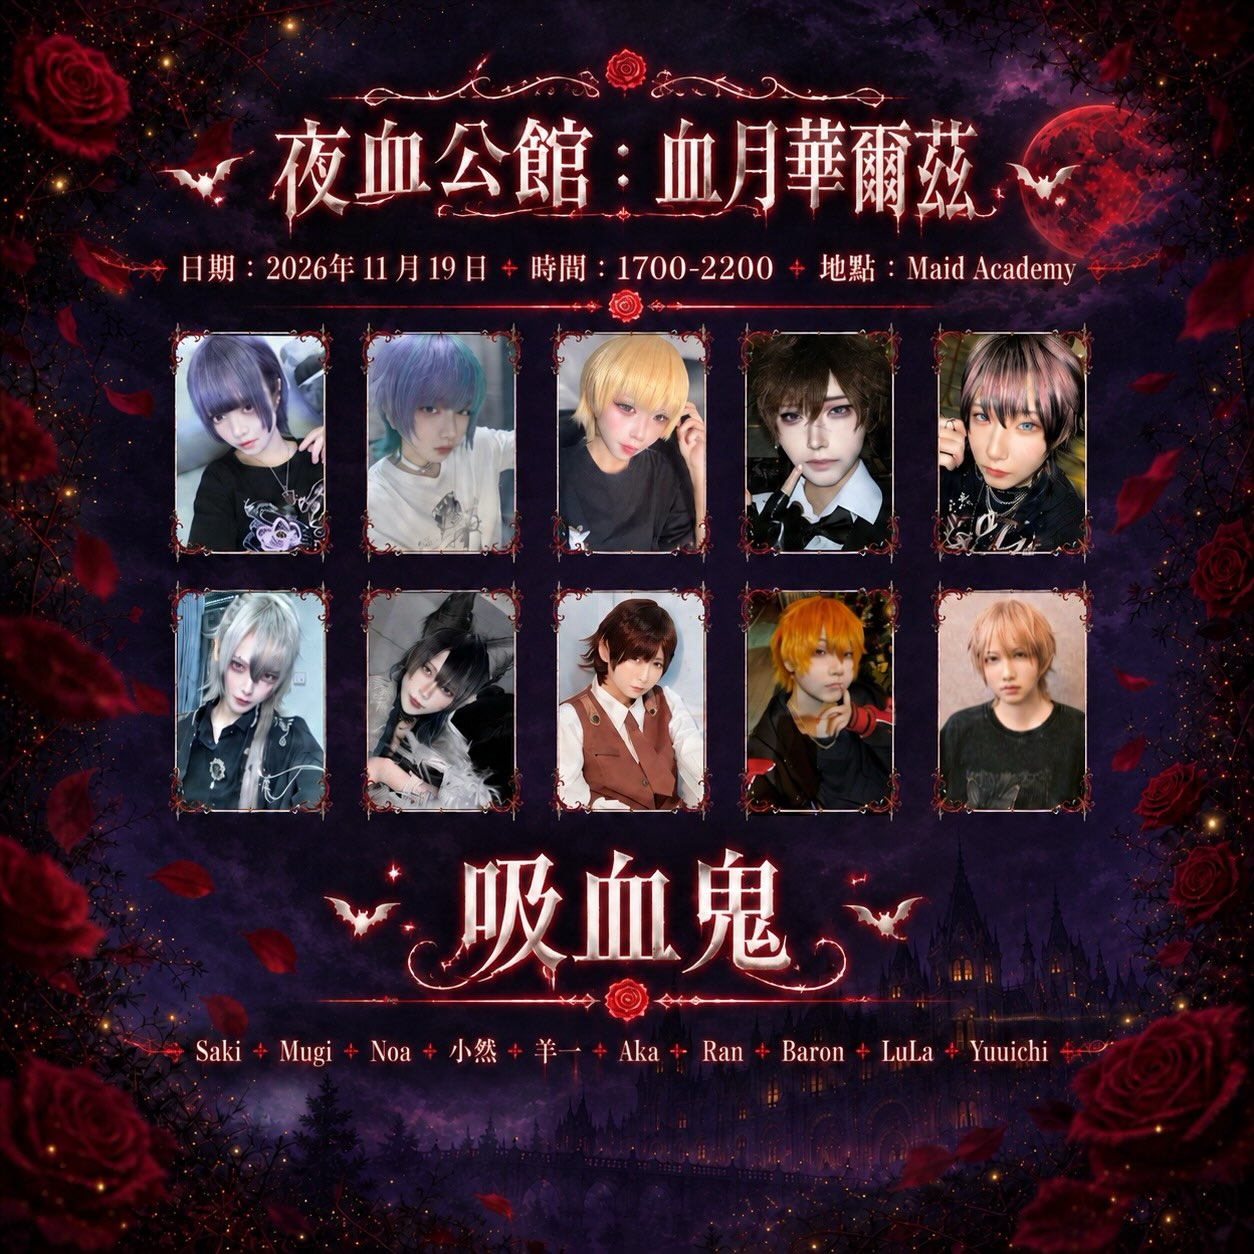 夜血公館：血月華爾茲
日期：2026年11月19日 時間：1700-2200 地點：Maid Academy
吸血鬼
Saki Mugi Noa 小然 羊一 Aka Ran Baron LuLa Yuuichi